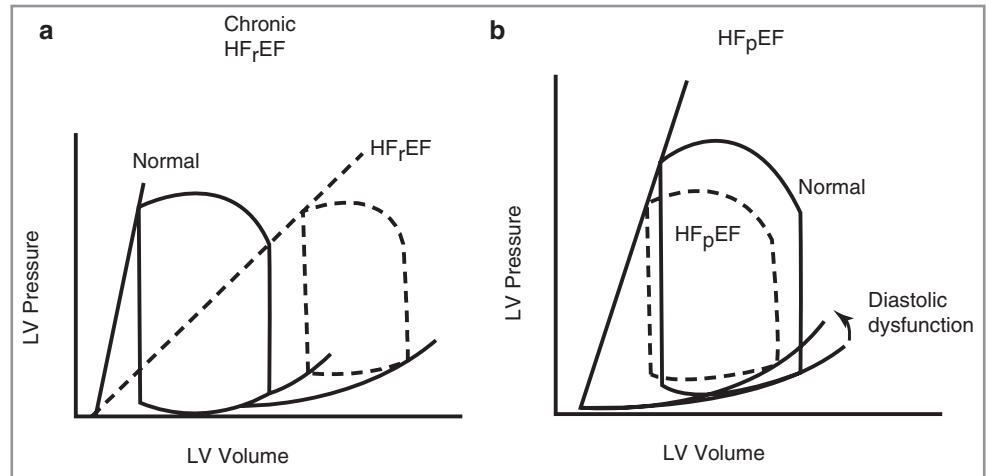 a
Chronic
HFrEF
Normal
HFrEF
LV Pressure
LV Volume
b
HFpEF
Normal
HFpEF
Diastolic
dysfunction
LV Pressure
LV Volume